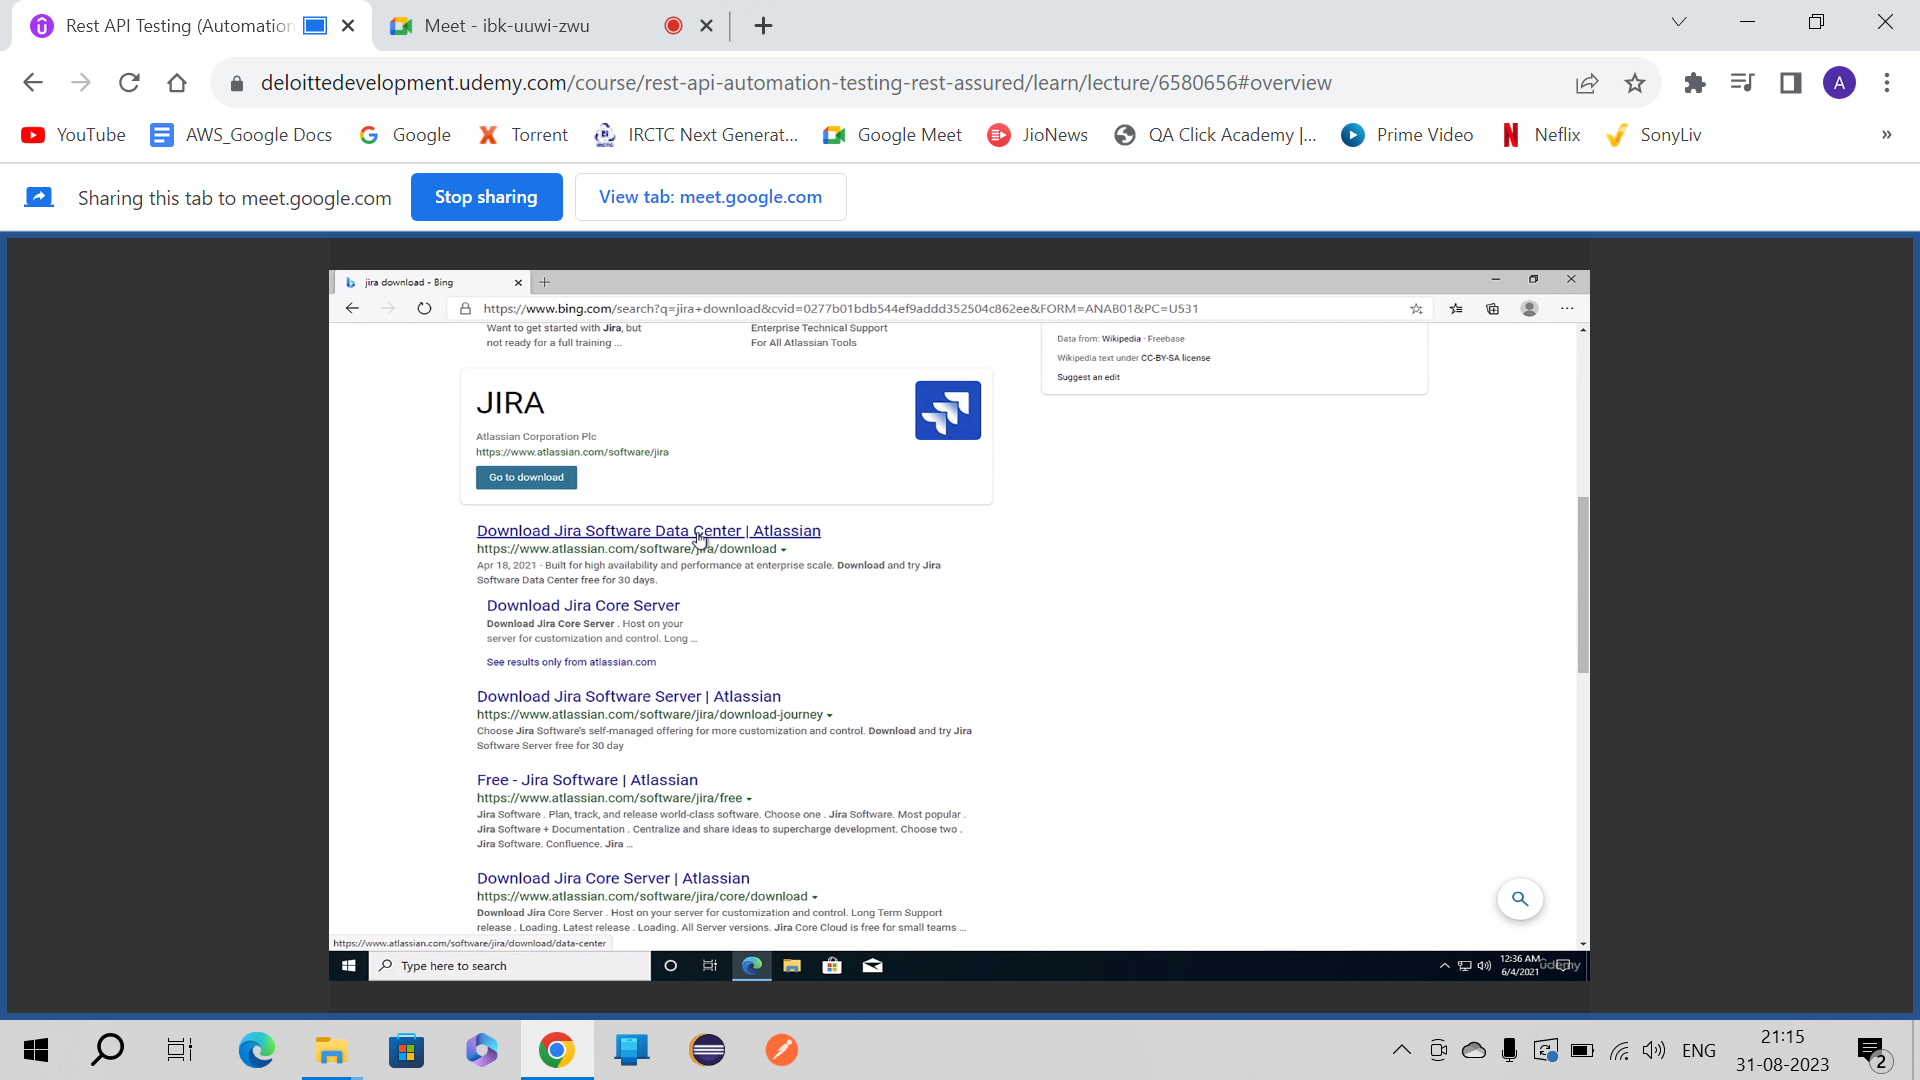 Rest API Testing (Automation
Meet - ibk-uuwi-zwu
deloittedevelopment.udemy.com/course/rest-api-automation-testing-rest-assured/learn/lecture/6580656#overview
A
YouTube
AWS_Google Docs
Google
Torrent
IRCTC Next Generat...
Google Meet
JioNews
QA Click Academy |...
Prime Video
Neflix
SonyLiv
»
Sharing this tab to meet.google.com
Stop sharing
View tab: meet.google.com
jira download - Bing
https://www.bing.com/search?q=jira+download&cvid=0277b01bdb544ef9addd352504c862ee&FORM=ANAB01&PC=U531
Want to get started with Jira, but
not ready for a full training ...
Enterprise Technical Support
For All Atlassian Tools
Data from: Wikipedia · Freebase
Wikipedia text under CC-BY-SA license
Suggest an edit
JIRA
Atlassian Corporation Plc
https://www.atlassian.com/software/jira
Go to download
Download Jira Software Data Center | Atlassian
https://www.atlassian.com/software/jira/download
Apr 18, 2021 · Built for high availability and performance at enterprise scale. Download and try Jira
Software Data Center free for 30 days.
Download Jira Core Server
Download Jira Core Server . Host on your
server for customization and control. Long ...
See results only from atlassian.com
Download Jira Software Server | Atlassian
https://www.atlassian.com/software/jira/download-journey
Choose Jira Software's self-managed offering for more customization and control. Download and try Jira
Software Server free for 30 day
Free - Jira Software | Atlassian
https://www.atlassian.com/software/jira/free
Jira Software . Plan, track, and release world-class software. Choose one . Jira Software. Most popular .
Jira Software + Documentation . Centralize and share ideas to supercharge development. Choose two .
Jira Software. Confluence. Jira ...
Download Jira Core Server | Atlassian
https://www.atlassian.com/software/jira/core/download
Download Jira Core Server . Host on your server for customization and control. Long Term Support
release . Loading. Latest release . Loading. All Server versions. Jira Core Cloud is free for small teams ...
https://www.atlassian.com/software/jira/download/data-center
Type here to search
12:36 AM
6/4/2021
udemy
ENG
21:15
31-08-2023
2